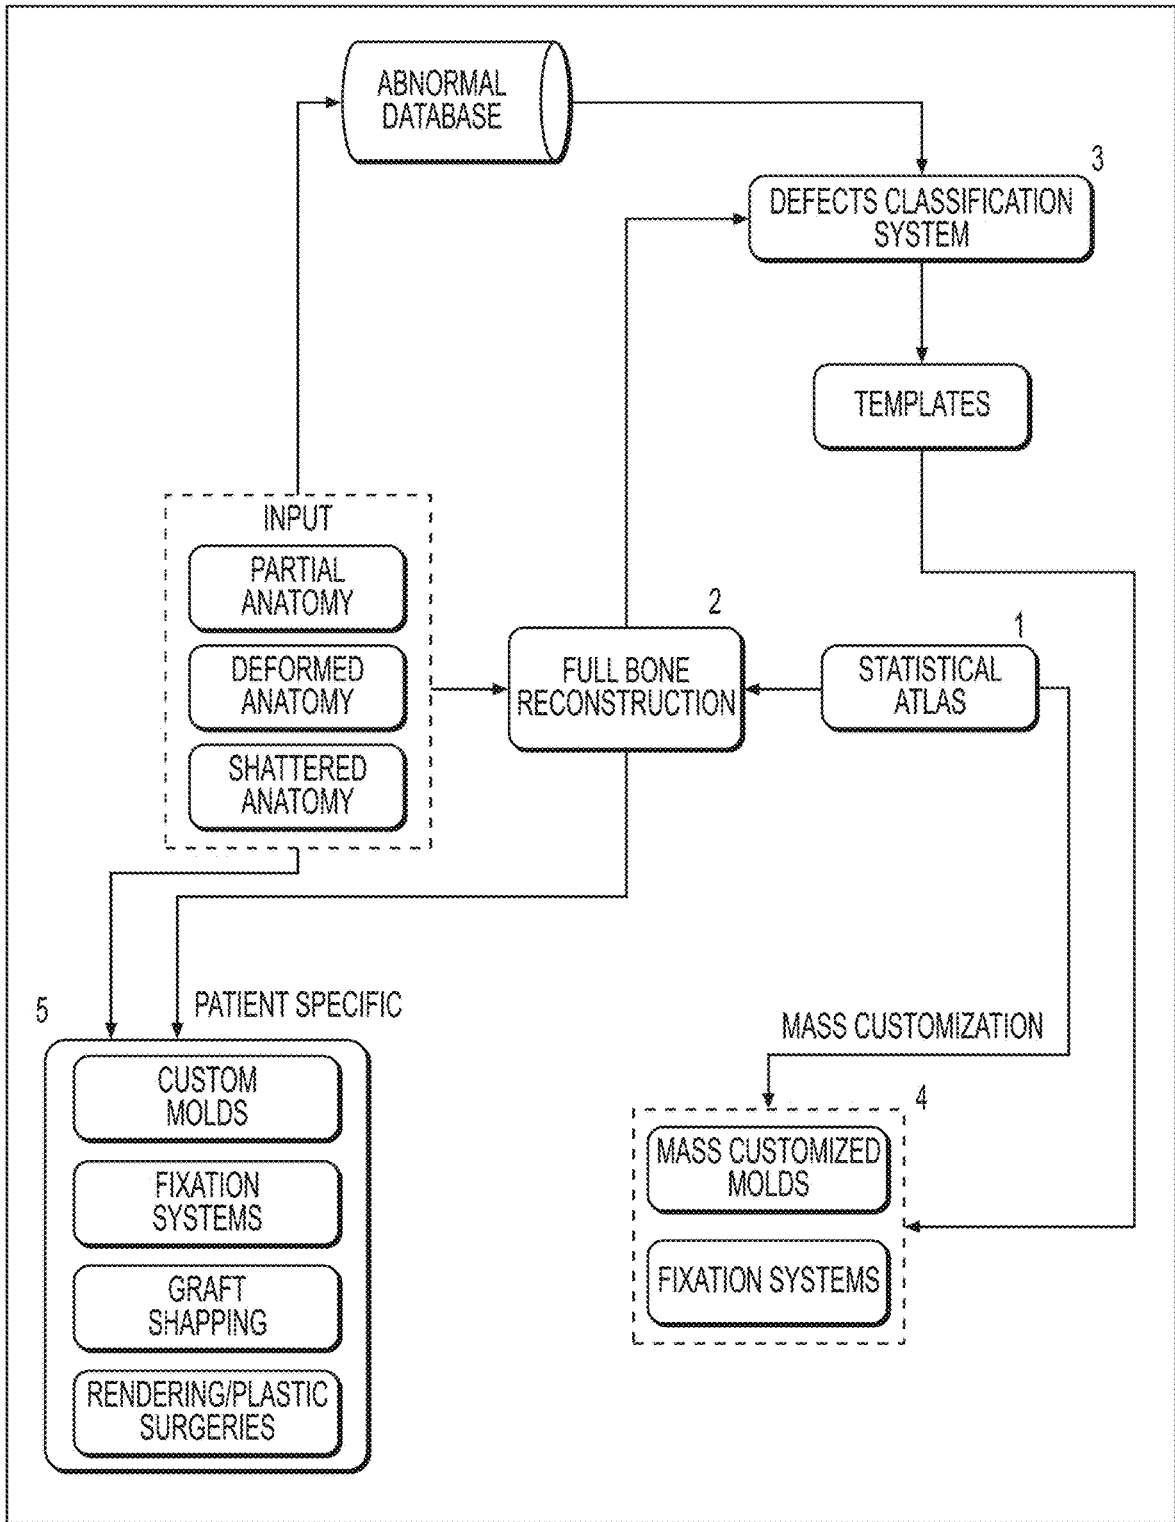 ABNORMAL
DATABASE
3
DEFECTS CLASSIFICATION
SYSTEM
TEMPLATES
INPUT
PARTIAL
ANATOMY
DEFORMED
ANATOMY
SHATTERED
ANATOMY
2
FULL BONE
RECONSTRUCTION
1
STATISTICAL
ATLAS
5
PATIENT SPECIFIC
CUSTOM
MOLDS
FIXATION
SYSTEMS
GRAFT
SHAPPING
RENDERING/PLASTIC
SURGERIES
MASS CUSTOMIZATION
4
MASS CUSTOMIZED
MOLDS
FIXATION SYSTEMS